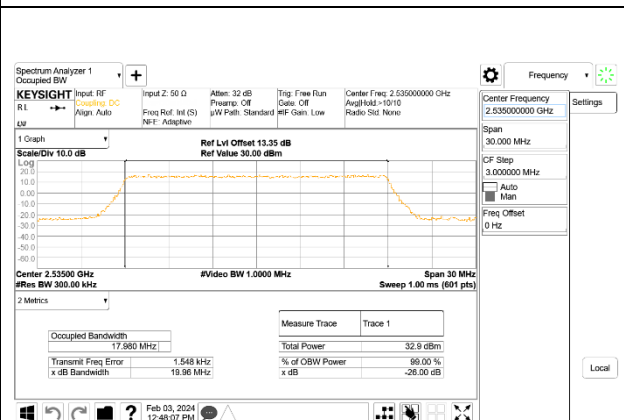 Spectrum Analyzer 1
Occupied BW
Frequency
KEYSIGHT Input: RF Input Z: 50 Ω Atten: 32 dB Trig: Free Run Center Freq: 2.535000000 GHz
Coupling: DC Preamp: Off Gate: Off Avg|Hold:>10/10
RL Align: Auto Freq Ref: Int (S) µW Path: Standard #IF Gain: Low Radio Std: None
NFE: Adaptive
Center Frequency
2.535000000 GHz
Settings
Span
30.000 MHz
CF Step
3.000000 MHz
Auto
Man
Freq Offset
0 Hz
1 Graph
Scale/Div 10.0 dB
Ref Lvl Offset 13.35 dB
Ref Value 30.00 dBm
Log
20.0
10.0
0.00
-10.0
-20.0
-30.0
-40.0
-50.0
-60.0
Center 2.53500 GHz #Video BW 1.0000 MHz Span 30 MHz
#Res BW 300.00 kHz Sweep 1.00 ms (601 pts)
2 Metrics
Measure Trace Trace 1
Occupied Bandwidth
17.980 MHz
Total Power 32.9 dBm
Transmit Freq Error 1.548 kHz
% of OBW Power 99.00 %
x dB Bandwidth 19.96 MHz
x dB -26.00 dB
Local
Feb 03, 2024
12:48:07 PM